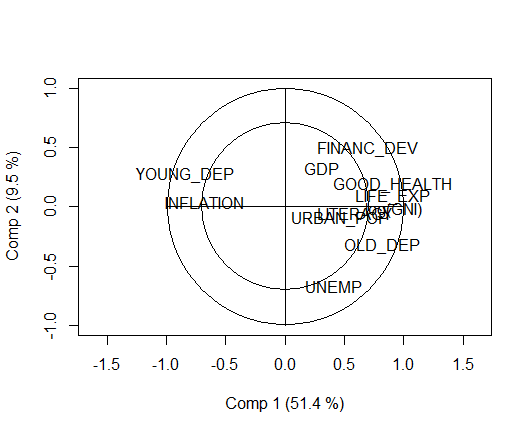 1.0
0.5
0.0
-0.5
-1.0
Comp 2 (9.5 %)
FINANC_DEV
GDP
YOUNG_DEP
GOOD_HEALTH
LIFE_EXP
INFLATION
URBAN_POP
OLD_DEP
UNEMP
-1.5 -1.0 -0.5 0.0 0.5 1.0 1.5
Comp 1 (51.4 %)